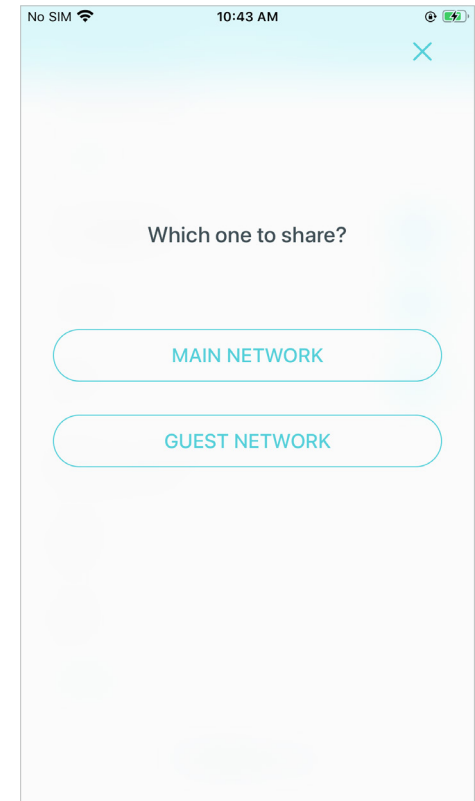 No SIM 10:43 AM
Which one to share?
MAIN NETWORK
GUEST NETWORK